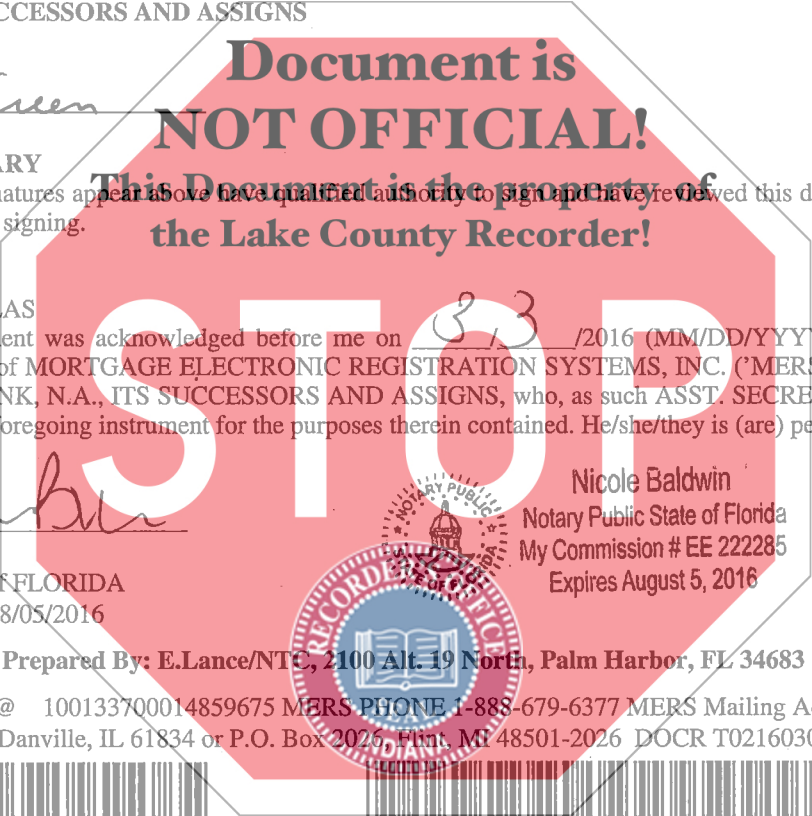 CCESSORS AND ASSIGNS
Document is
NOT OFFICIAL!
ARY
This Document is the property of
natures appear above have qualified authority to sign and have reviewed this d
signing.
the Lake County Recorder!
LAS
ent was acknowledged before me on 3/3/2016 (MM/DD/YYY
of MORTGAGE ELECTRONIC REGISTRATION SYSTEMS, INC. ('MERS
NK, N.A., ITS SUCCESSORS AND ASSIGNS, who, as such ASST. SECRE
oregoing instrument for the purposes therein contained. He/she/they is (are) pe
STOP
Nicole Baldwin
Notary Public State of Florida
My Commission # EE 222285
Expires August 5, 2016
NOTARY PUBLIC
F FLORIDA
8/05/2016
RECORDER OFFICE
INDIANA
Prepared By: E.Lance/NTC, 2100 Alt. 19 North, Palm Harbor, FL 34683
@ 100133700014859675 MERS PHONE 1-888-679-6377 MERS Mailing A
Danville, IL 61834 or P.O. Box 2026, Flint, MI 48501-2026 DOCR T0216030